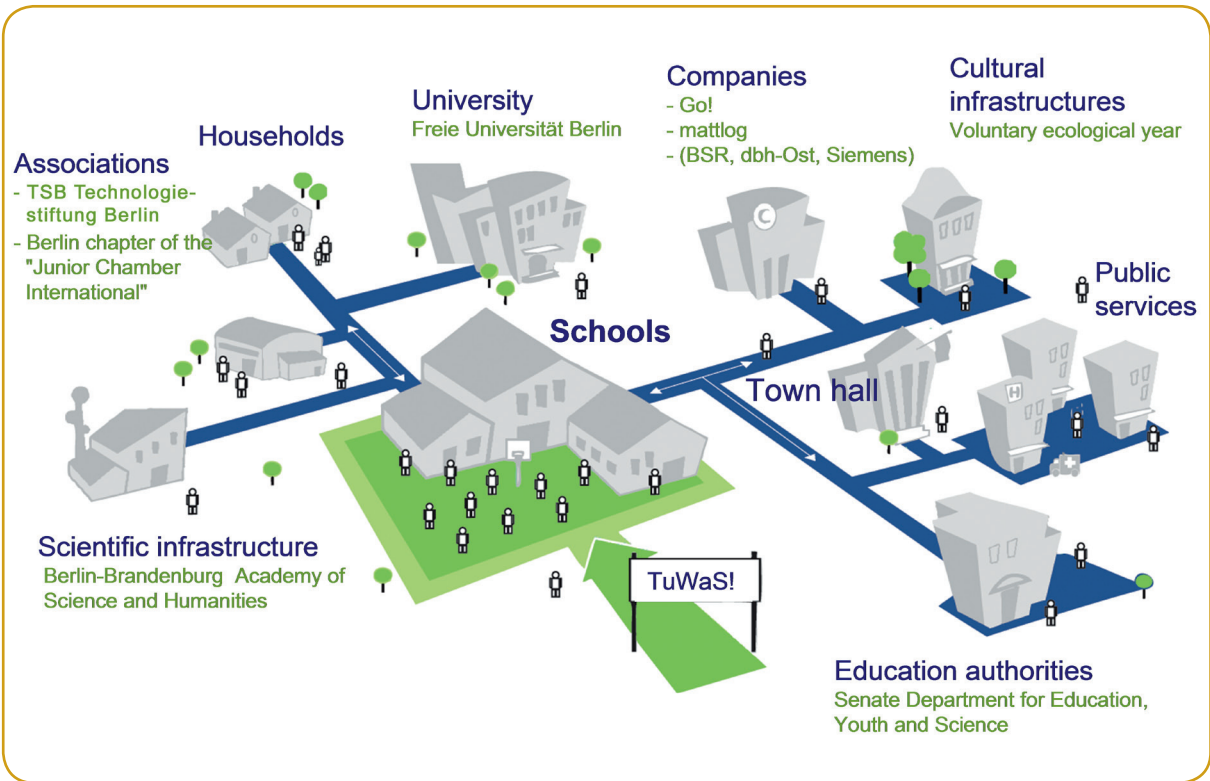 Households
Associations
- TSB Technologie-
stiftung Berlin
- Berlin chapter of the
"Junior Chamber
International"
University
Freie Universität Berlin
Companies
- Go!
- mattlog
- (BSR, dbh-Ost, Siemens)
Cultural
infrastructures
Voluntary ecological year
Public
services
Schools
Town hall
H
Scientific infrastructure
Berlin-Brandenburg Academy of
Science and Humanities
TuWaS!
Education authorities
Senate Department for Education,
Youth and Science